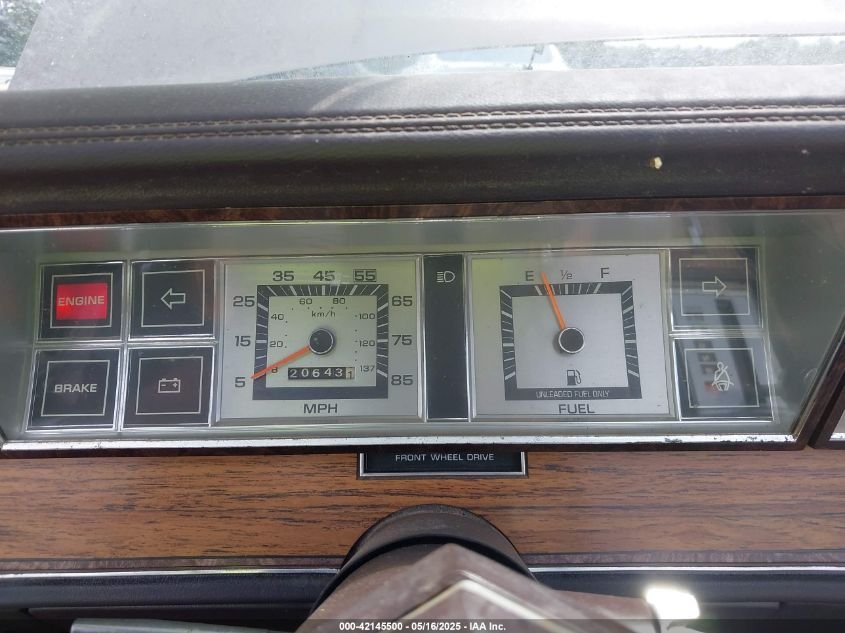 ENGINE
BRAKE
35 45 55
25 65
15 75
5 85
60 80
40 100
20 120
8 137
km/h
20643
MPH
E 1/2 F
UNLEADED FUEL ONLY
FUEL
FRONT WHEEL DRIVE
000-42145500 - 05/16/2025 - IAA Inc.